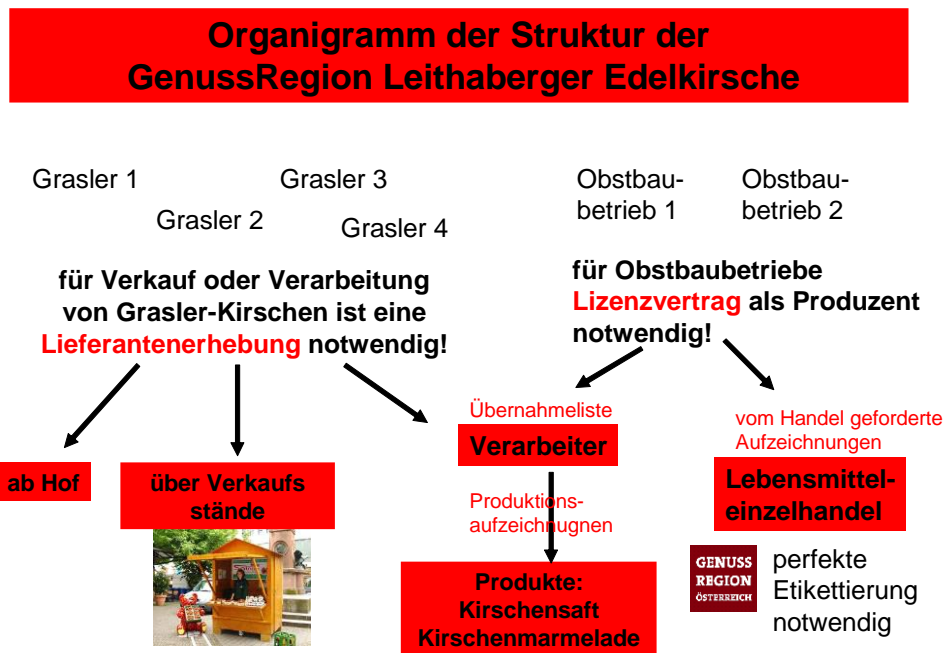 Organigramm der Struktur der
GenussRegion Leithaberger Edelkirsche
Grasler 1
Grasler 2
Grasler 3
Grasler 4
Obstbau-
betrieb 1
Obstbau-
betrieb 2
für Verkauf oder Verarbeitung
von Grasler-Kirschen ist eine
Lieferantenerhebung notwendig!
für Obstbaubetriebe
Lizenzvertrag als Produzent
notwendig!
Übernahmeliste
Verarbeiter
vom Handel geforderte
Aufzeichnungen
Lebensmittel-
einzelhandel
ab Hof
über Verkaufs
stände
Produktions-
aufzeichnugnen
Produkte:
Kirschensaft
Kirschenmarmelade
GENUSS
REGION
ÖSTERREICH
perfekte
Etikettierung
notwendig